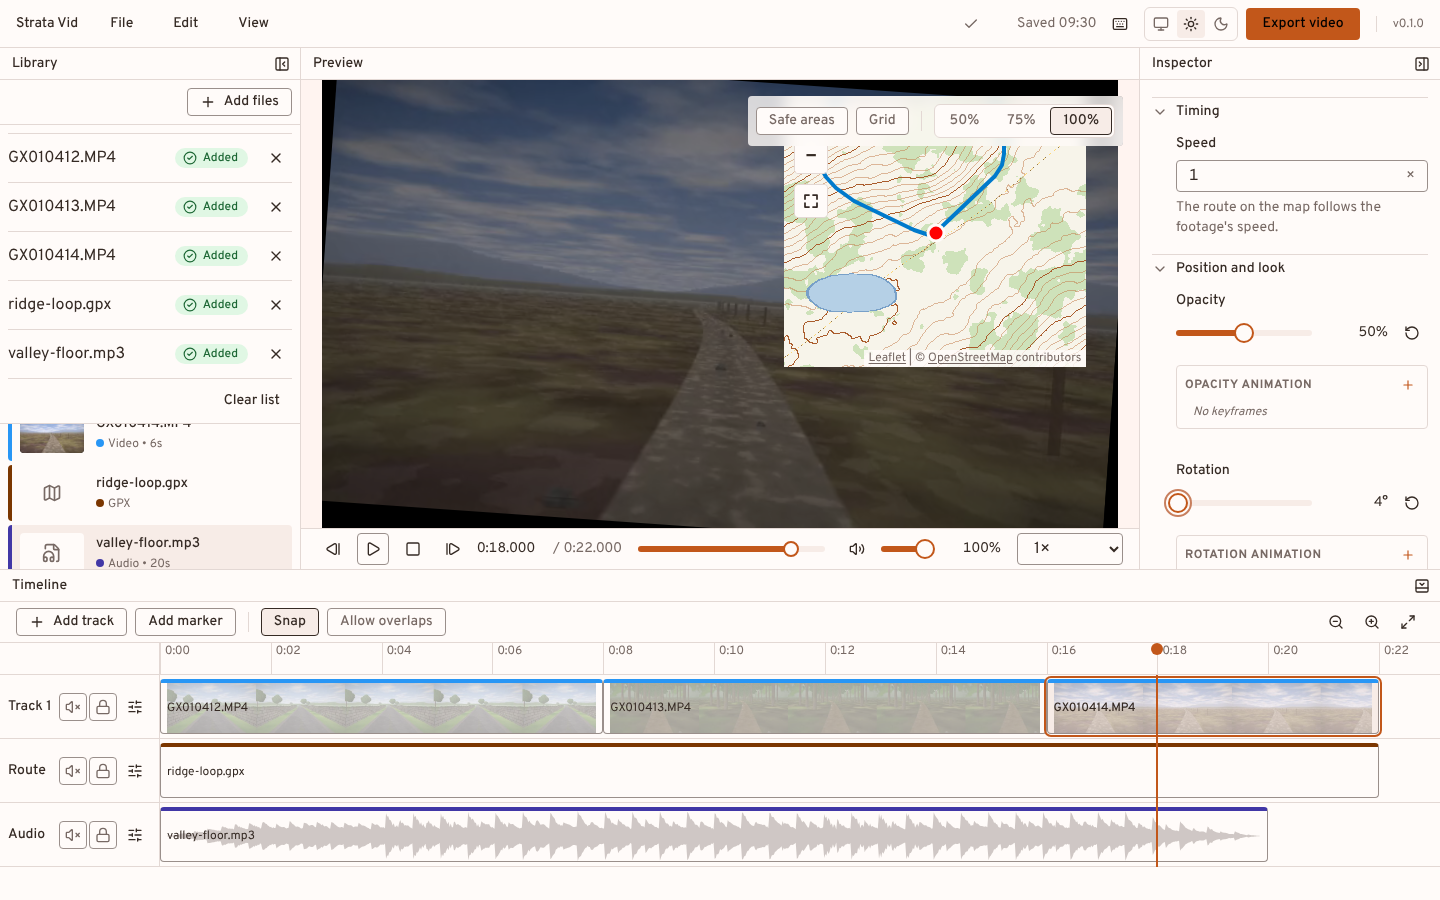 Strata Vid File Edit View Saved 09:30 Export video v0.1.0
Library
Add files
GX010412.MP4 Added
GX010413.MP4 Added
GX010414.MP4 Added
ridge-loop.gpx Added
valley-floor.mp3 Added
Clear list
GX010414.MP4
Video • 6s
ridge-loop.gpx
GPX
valley-floor.mp3
Audio • 20s
Preview
Safe areas Grid 50% 75% 100%
Leaflet | © OpenStreetMap contributors
0:18.000 / 0:22.000 100% 1×
Inspector
Timing
Speed
1
The route on the map follows the
footage's speed.
Position and look
Opacity
50%
OPACITY ANIMATION
No keyframes
Rotation
4°
ROTATION ANIMATION
Timeline
Add track Add marker Snap Allow overlaps
0:00 0:02 0:04 0:06 0:08 0:10 0:12 0:14 0:16 0:18 0:20 0:22
Track 1 GX010412.MP4 GX010413.MP4 GX010414.MP4
Route ridge-loop.gpx
Audio valley-floor.mp3